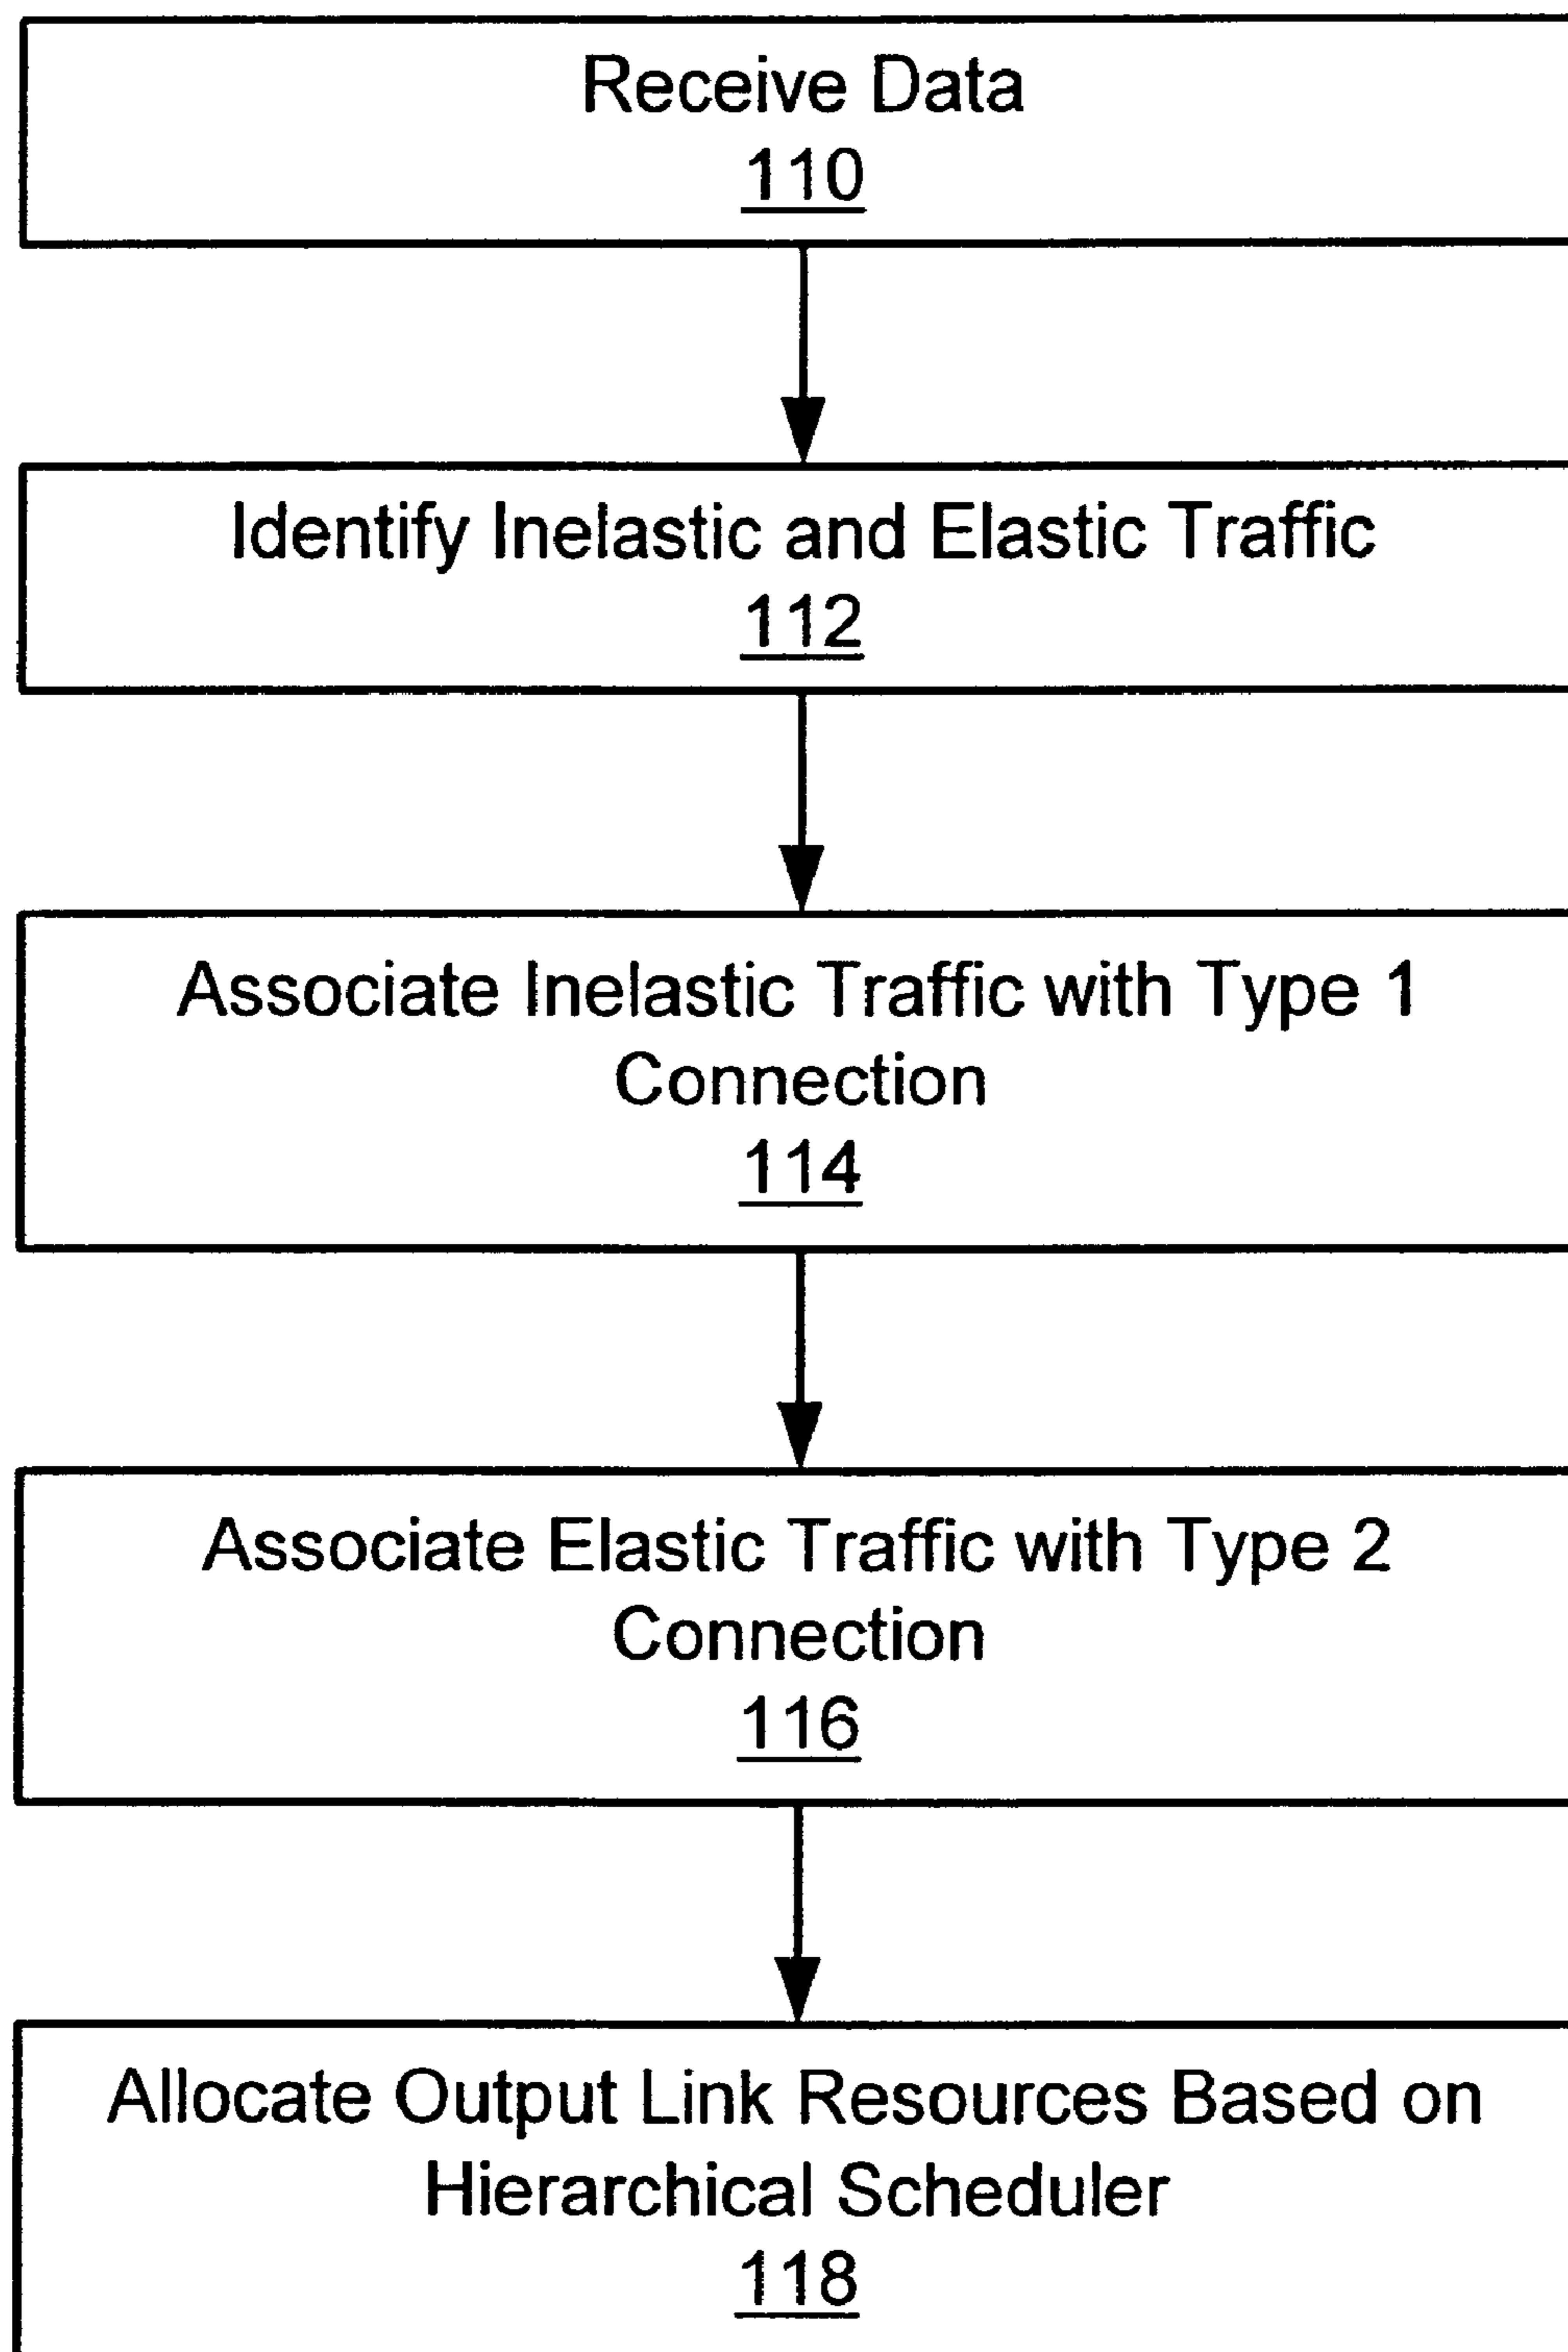 Receive Data
110
Identify Inelastic and Elastic Traffic
112
Associate Inelastic Traffic with Type 1
Connection
114
Associate Elastic Traffic with Type 2
Connection
116
Allocate Output Link Resources Based on
Hierarchical Scheduler
118